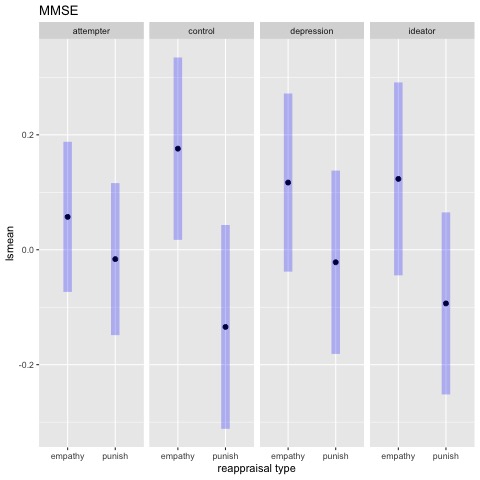 MMSE
attempter control depression ideator
lsmean
0.2
0.0
-0.2
empathy punish empathy punish empathy punish empathy punish
reappraisal type